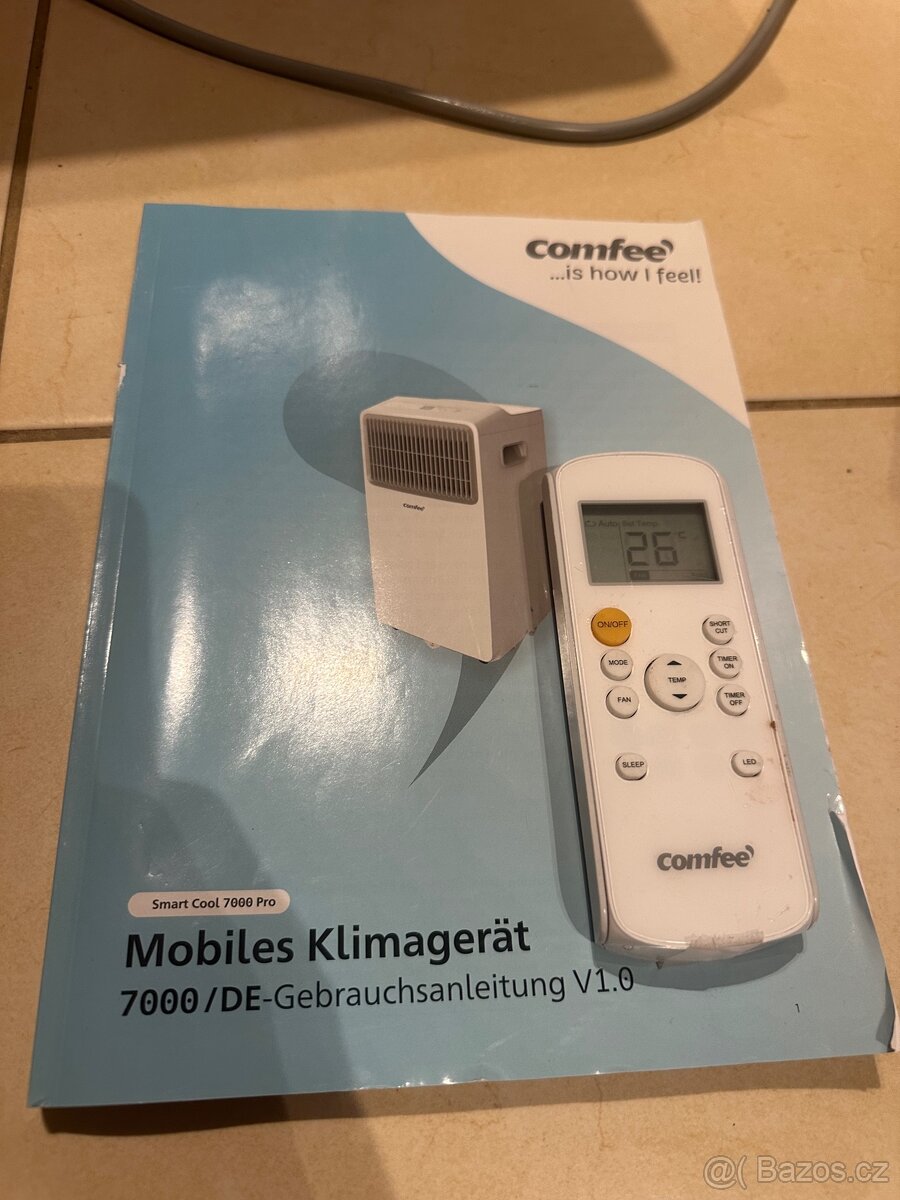 comfee
...is how I feel!
comfee
Auto Set Temp.
26 °C
ON/OFF
SHORT
CUT
MODE
TEMP
TIMER
ON
FAN
TIMER
OFF
SLEEP
LED
comfee
Smart Cool 7000 Pro
Mobiles Klimagerät
7000/DE-Gebrauchsanleitung V1.0
1
@( Bazos.cz